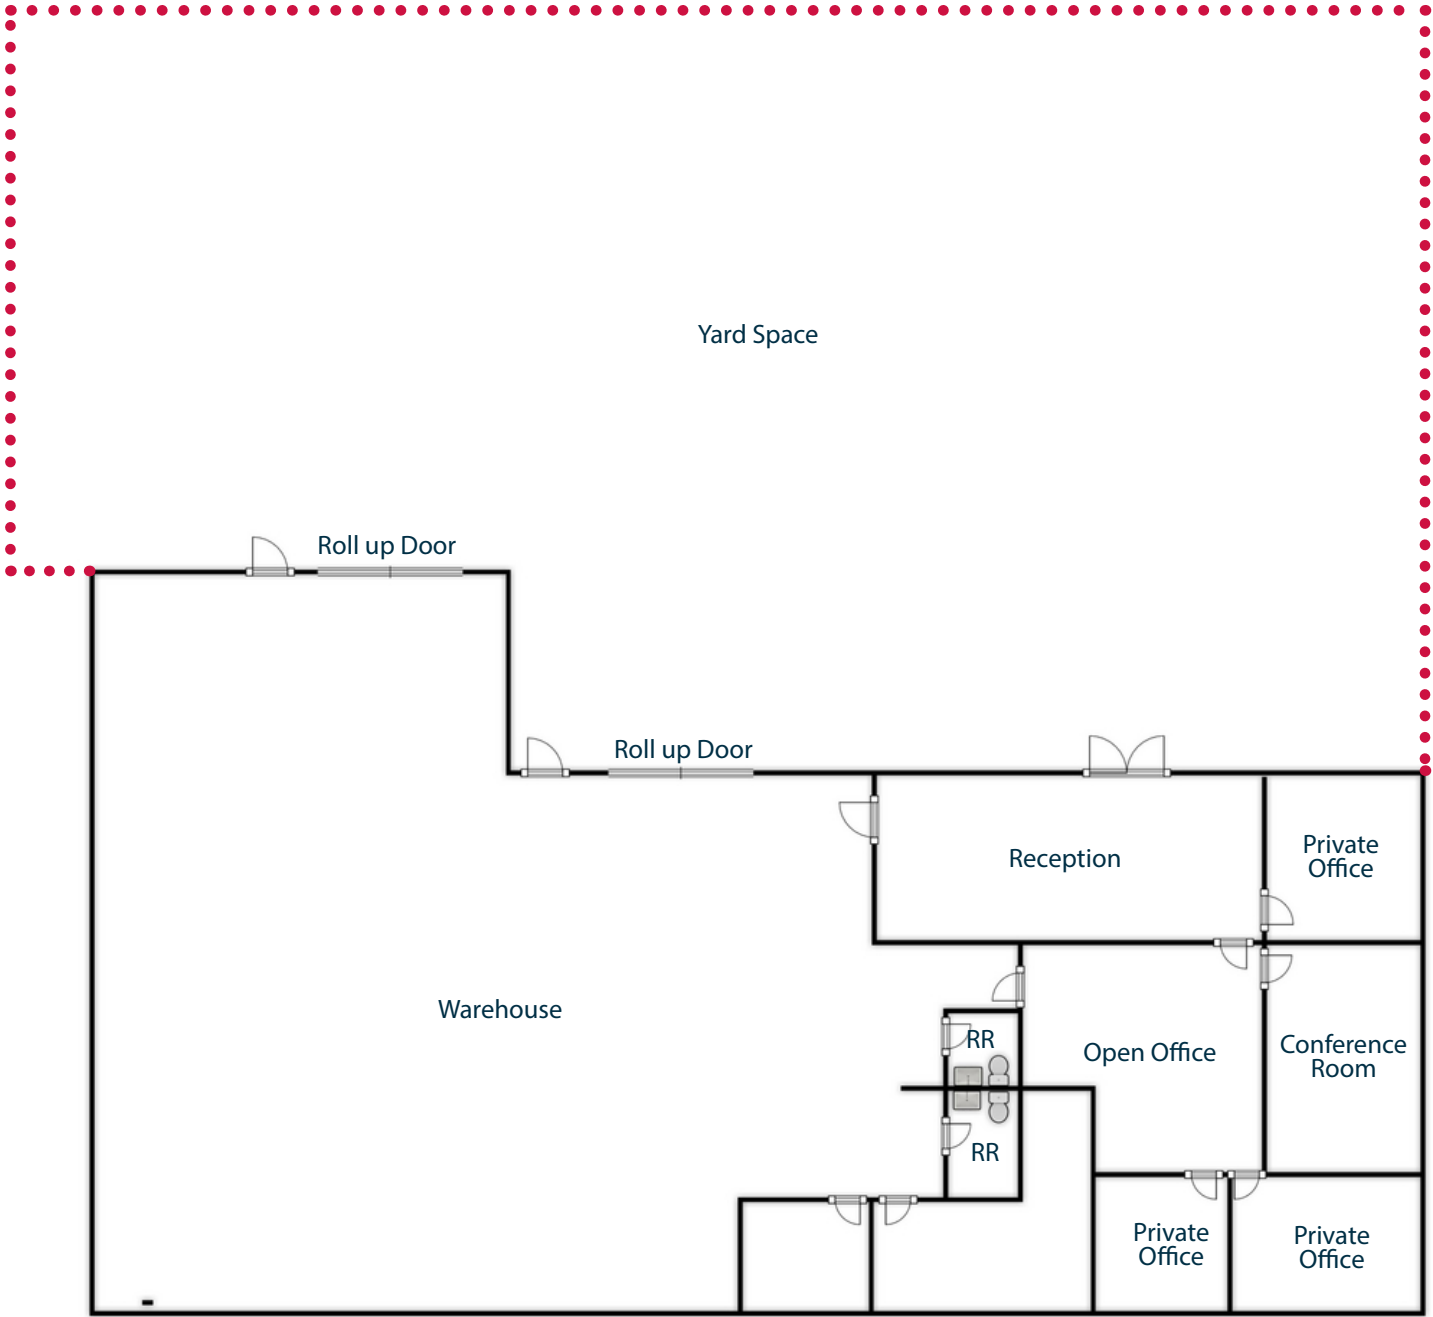 Yard Space
Roll up Door
Roll up Door
Reception
Private
Office
Warehouse
RR
Open Office
Conference
Room
RR
Private
Office
Private
Office